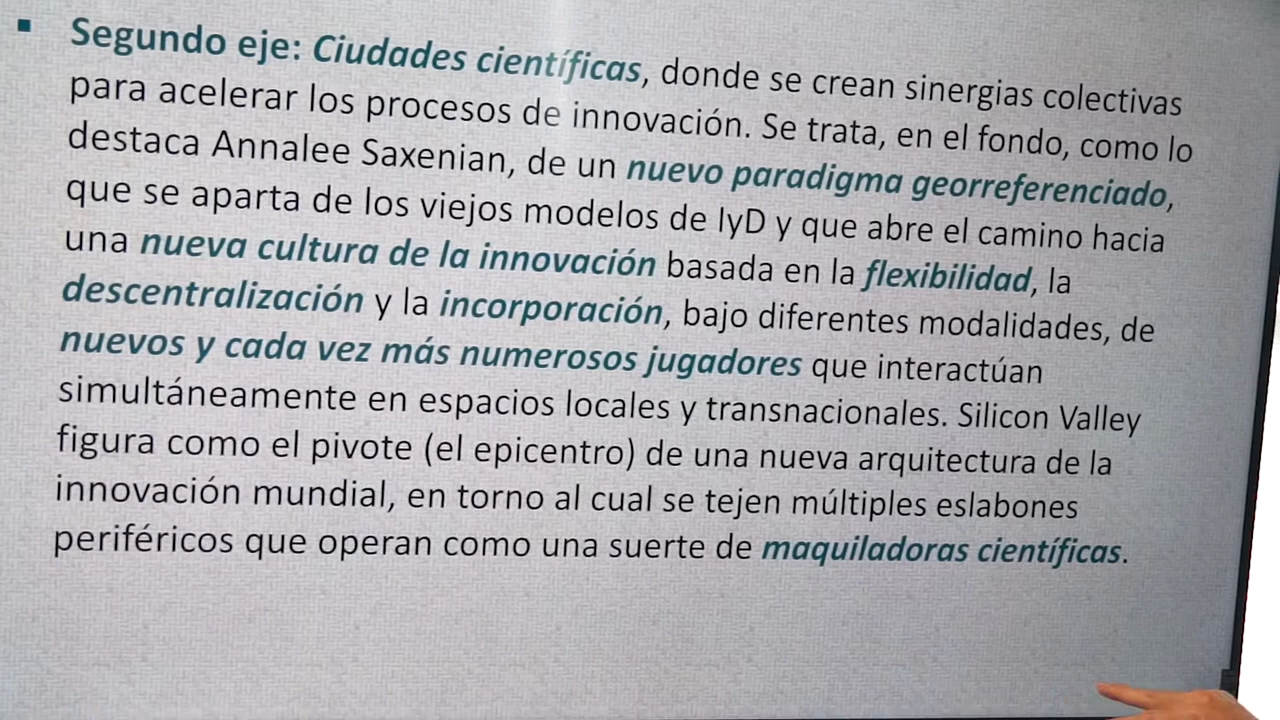 ▪ Segundo eje: Ciudades científicas, donde se crean sinergias colectivas
para acelerar los procesos de innovación. Se trata, en el fondo, como lo
destaca Annalee Saxenian, de un nuevo paradigma georreferenciado,
que se aparta de los viejos modelos de IyD y que abre el camino hacia
una nueva cultura de la innovación basada en la flexibilidad, la
descentralización y la incorporación, bajo diferentes modalidades, de
nuevos y cada vez más numerosos jugadores que interactúan
simultáneamente en espacios locales y transnacionales. Silicon Valley
figura como el pivote (el epicentro) de una nueva arquitectura de la
innovación mundial, en torno al cual se tejen múltiples eslabones
periféricos que operan como una suerte de maquiladoras científicas.